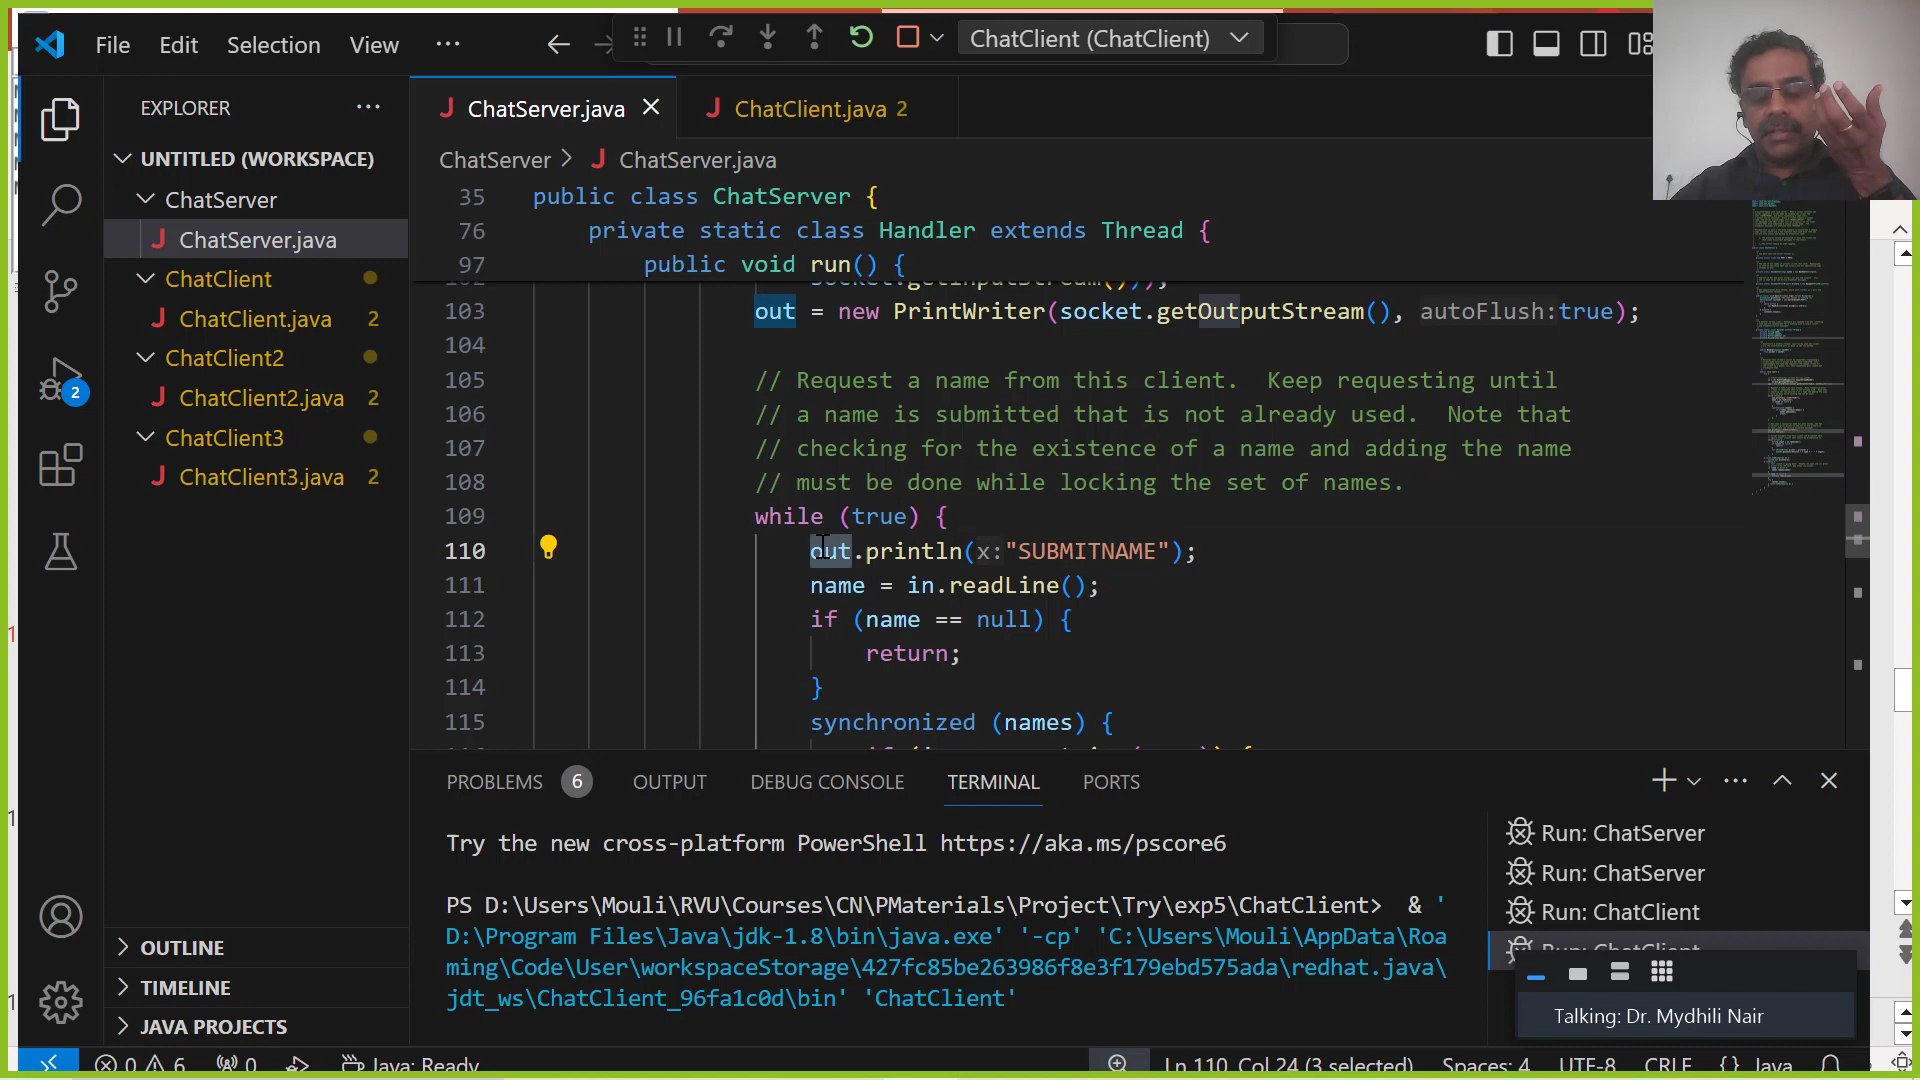 File Edit Selection View ···
ChatClient (ChatClient)
EXPLORER ···
UNTITLED (WORKSPACE)
ChatServer
J ChatServer.java
ChatClient
J ChatClient.java 2
ChatClient2
J ChatClient2.java 2
ChatClient3
J ChatClient3.java 2
2
OUTLINE
TIMELINE
JAVA PROJECTS
J ChatServer.java
J ChatClient.java 2
ChatServer > J ChatServer.java
35 public class ChatServer {
76 private static class Handler extends Thread {
97 public void run() {
socket.getInputStream()));
103 out = new PrintWriter(socket.getOutputStream(), autoFlush:true);
104
105 // Request a name from this client.  Keep requesting until
106 // a name is submitted that is not already used.  Note that
107 // checking for the existence of a name and adding the name
108 // must be done while locking the set of names.
109 while (true) {
110 out.println(x:"SUBMITNAME");
111 name = in.readLine();
112 if (name == null) {
113 return;
114 }
115 synchronized (names) {
PROBLEMS 6 OUTPUT DEBUG CONSOLE TERMINAL PORTS
Try the new cross-platform PowerShell https://aka.ms/pscore6
PS D:\Users\Mouli\RVU\Courses\CN\PMaterials\Project\Try\exp5\ChatClient>  & '
D:\Program Files\Java\jdk-1.8\bin\java.exe' '-cp' 'C:\Users\Mouli\AppData\Roa
ming\Code\User\workspaceStorage\427fc85be263986f8e3f179ebd575ada\redhat.java\
jdt_ws\ChatClient_96fa1c0d\bin' 'ChatClient'
Run: ChatServer
Run: ChatServer
Run: ChatClient
Run: ChatClient
Talking: Dr. Mydhili Nair
0 6 0 Java: Ready Ln 110, Col 24 (3 selected) Spaces: 4 UTF-8 CRLF {} Java